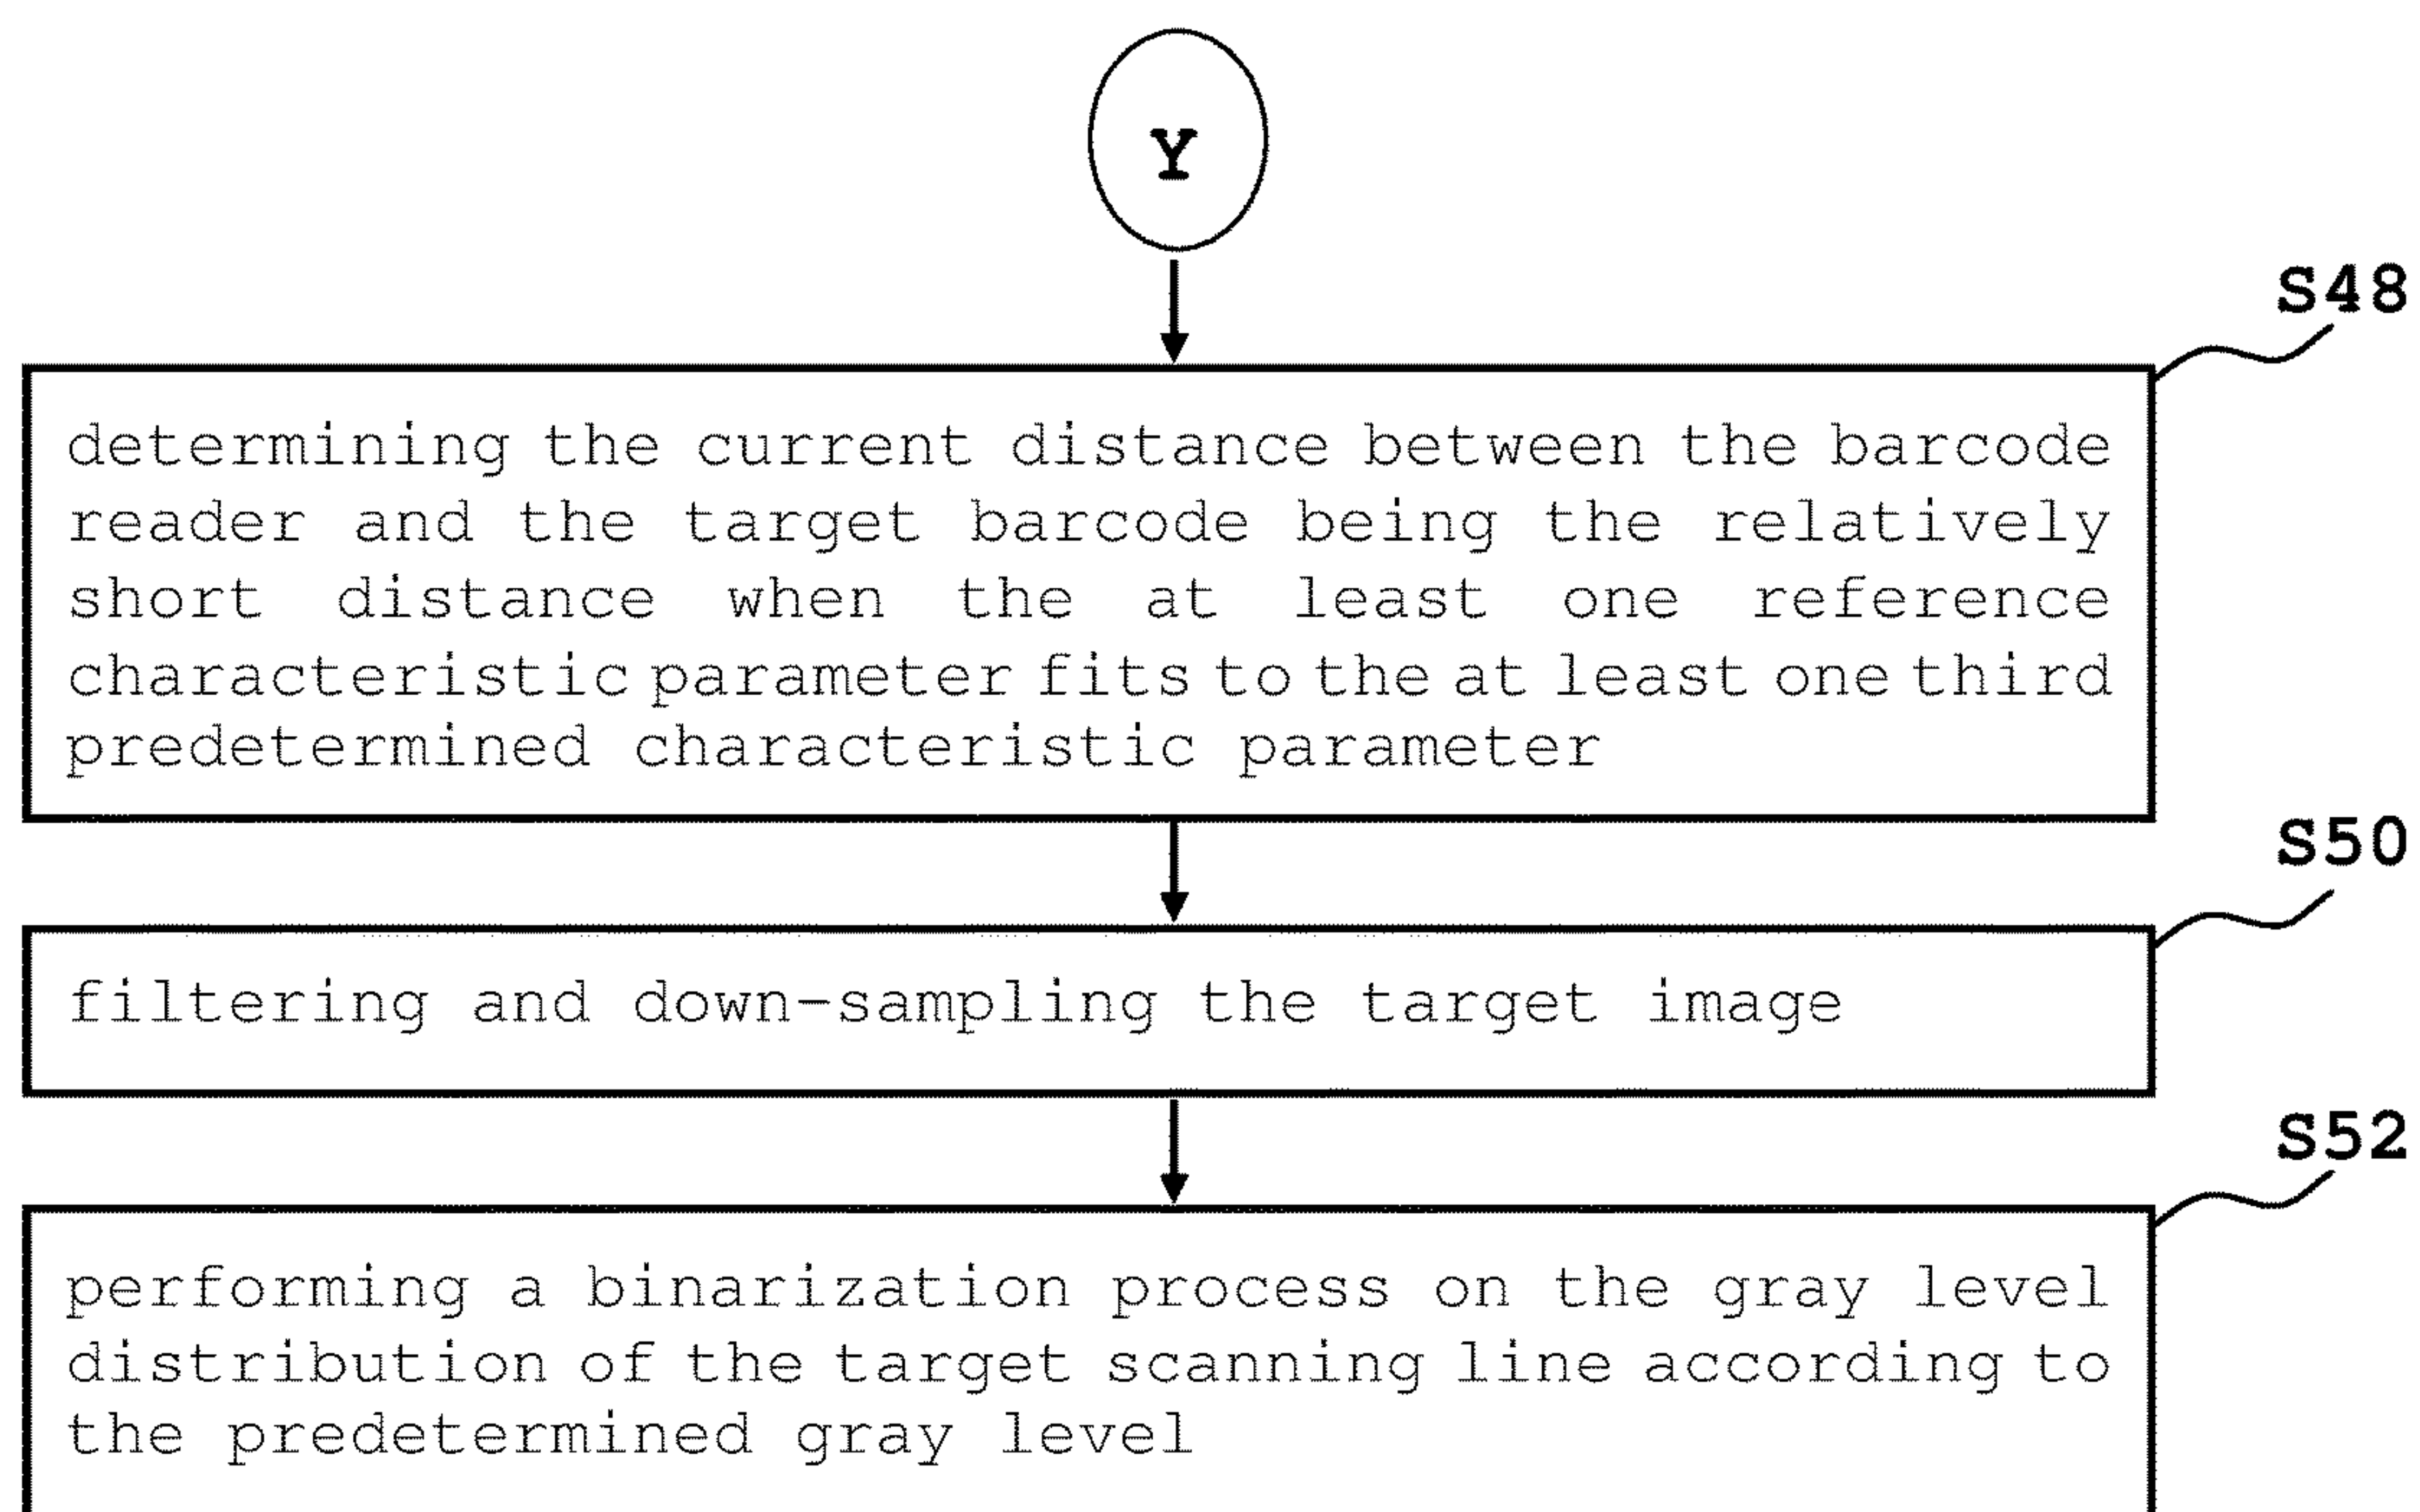 Y
S48
determining the current distance between the barcode
reader and the target barcode being the relatively
short distance when the at least one reference
characteristic parameter fits to the at least one third
predetermined characteristic parameter
S50
filtering and down-sampling the target image
S52
performing a binarization process on the gray level
distribution of the target scanning line according to
the predetermined gray level